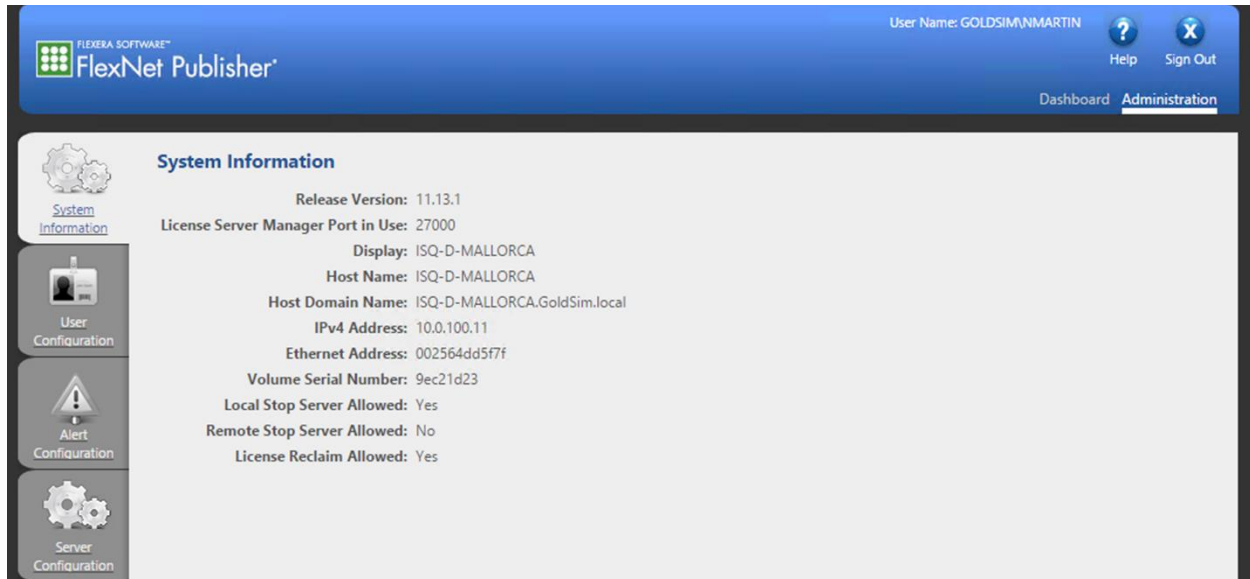 User Name: GOLDSIM\NMARTIN
FLEXERA SOFTWARE™
FlexNet Publisher®
Help
Sign Out
Dashboard
Administration
System
Information
User
Configuration
Alert
Configuration
Server
Configuration
System Information
Release Version: 11.13.1
License Server Manager Port in Use: 27000
Display: ISQ-D-MALLORCA
Host Name: ISQ-D-MALLORCA
Host Domain Name: ISQ-D-MALLORCA.GoldSim.local
IPv4 Address: 10.0.100.11
Ethernet Address: 002564dd5f7f
Volume Serial Number: 9ec21d23
Local Stop Server Allowed: Yes
Remote Stop Server Allowed: No
License Reclaim Allowed: Yes